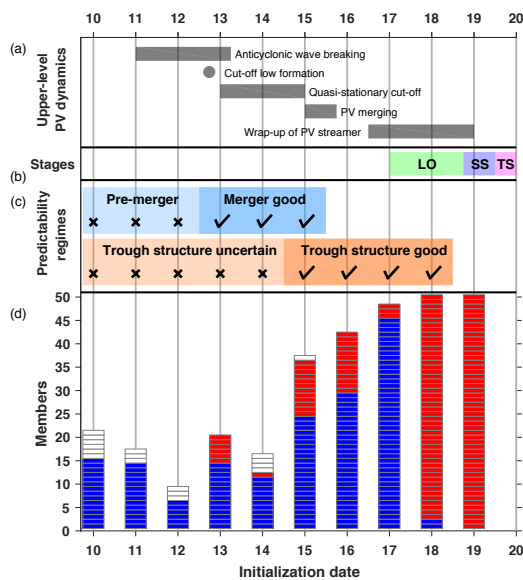 10 11 12 13 14 15 16 17 18 19 20
(a)
Upper-level
PV dynamics
Anticyclonic wave breaking
Cut-off low formation
Quasi-stationary cut-off
PV merging
Wrap-up of PV streamer
Stages
LO SS TS
(b)
(c)
Predictability
regimes
Pre-merger Merger good
Trough structure uncertain Trough structure good
(d)
Members
50
45
40
35
30
25
20
15
10
5
0
10 11 12 13 14 15 16 17 18 19 20
Initialization date